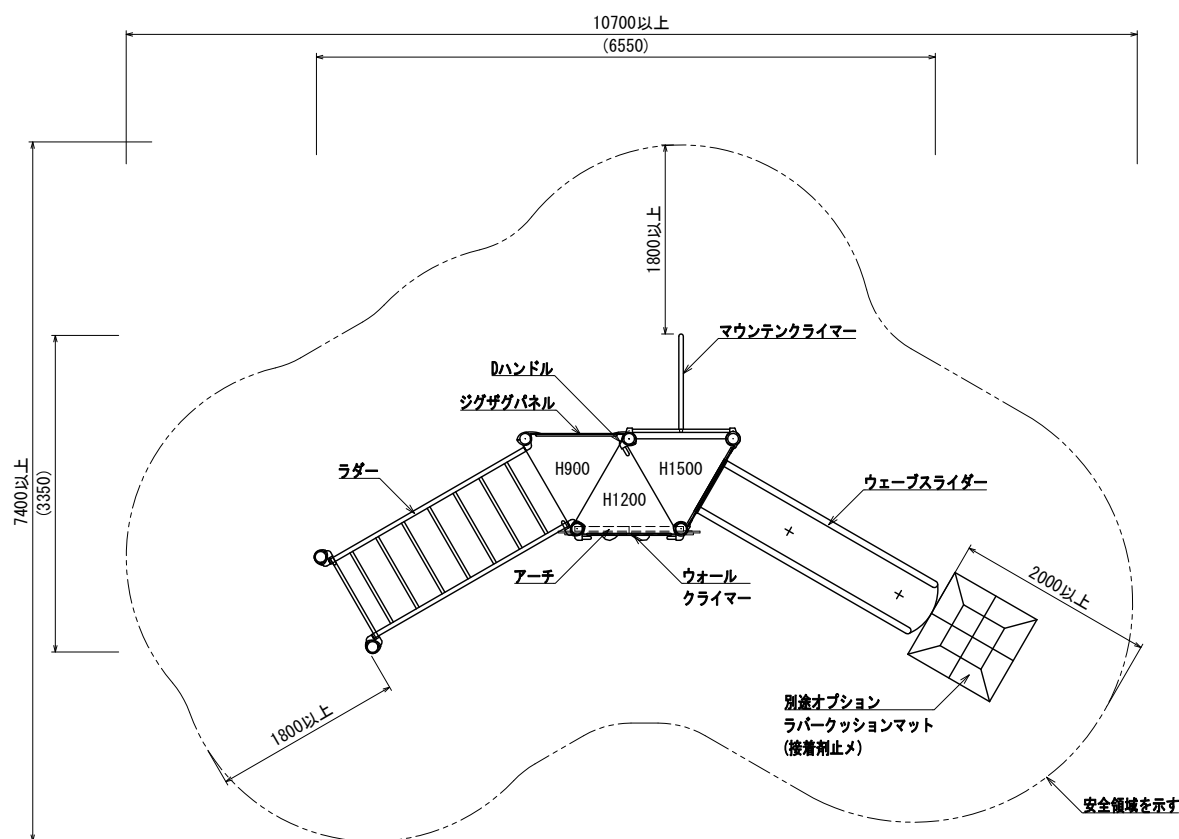 10700以上
(6550)
1800以上
マウンテンクライマー
Dハンドル
ジグザグパネル
7400以上
(3350)
ラダー
H900
H1500
H1200
ウェーブスライダー
アーチ
ウォール
クライマー
2000以上
1800以上
別途オプション
ラバークッションマット
(接着剤止メ)
安全領域を示す